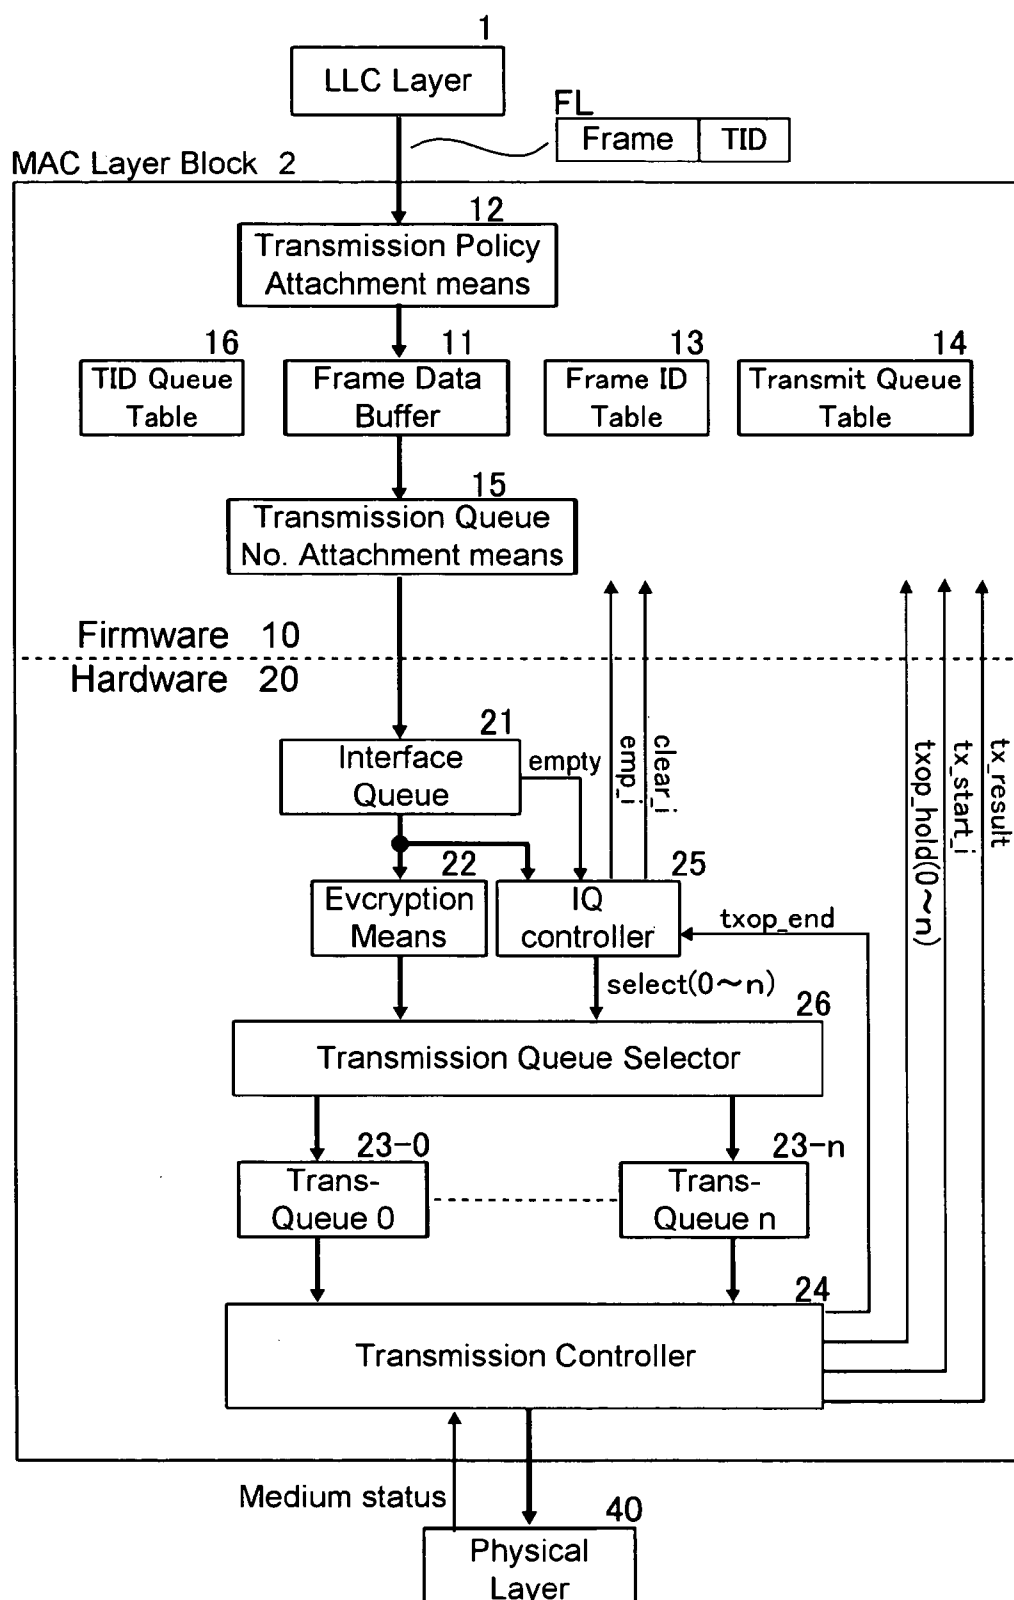 1
LLC Layer
FL
Frame TID
MAC Layer Block 2
12
Transmission Policy
Attachment means
16
TID Queue
Table
11
Frame Data
Buffer
13
Frame ID
Table
14
Transmit Queue
Table
15
Transmission Queue
No. Attachment means
Firmware 10
Hardware 20
21
Interface
Queue
empty
emp_i
clear_i
txop_hold(0～n)
tx_start_i
tx_result
22
Evcryption
Means
25
IQ
controller
txop_end
select(0～n)
26
Transmission Queue Selector
23-0
Trans-
Queue 0
23-n
Trans-
Queue n
24
Transmission Controller
Medium status
40
Physical
Layer